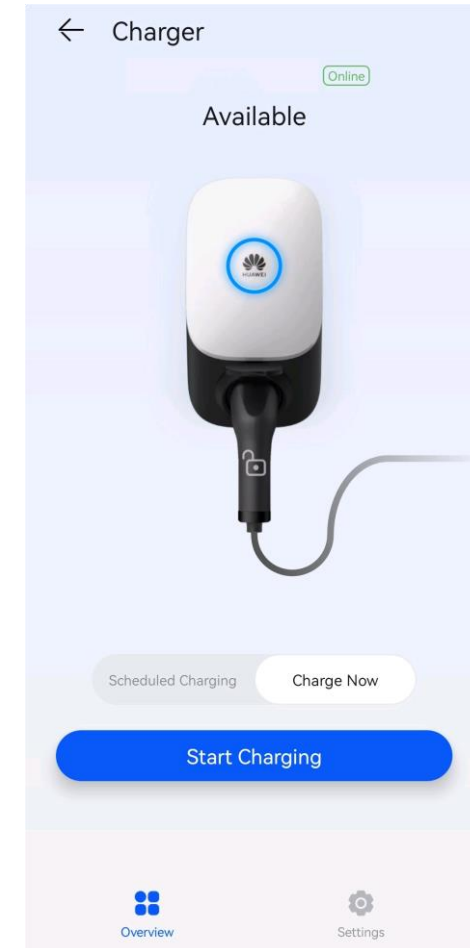 Charger
Online
Available
HUAWEI
Scheduled Charging
Charge Now
Start Charging
Overview
Settings